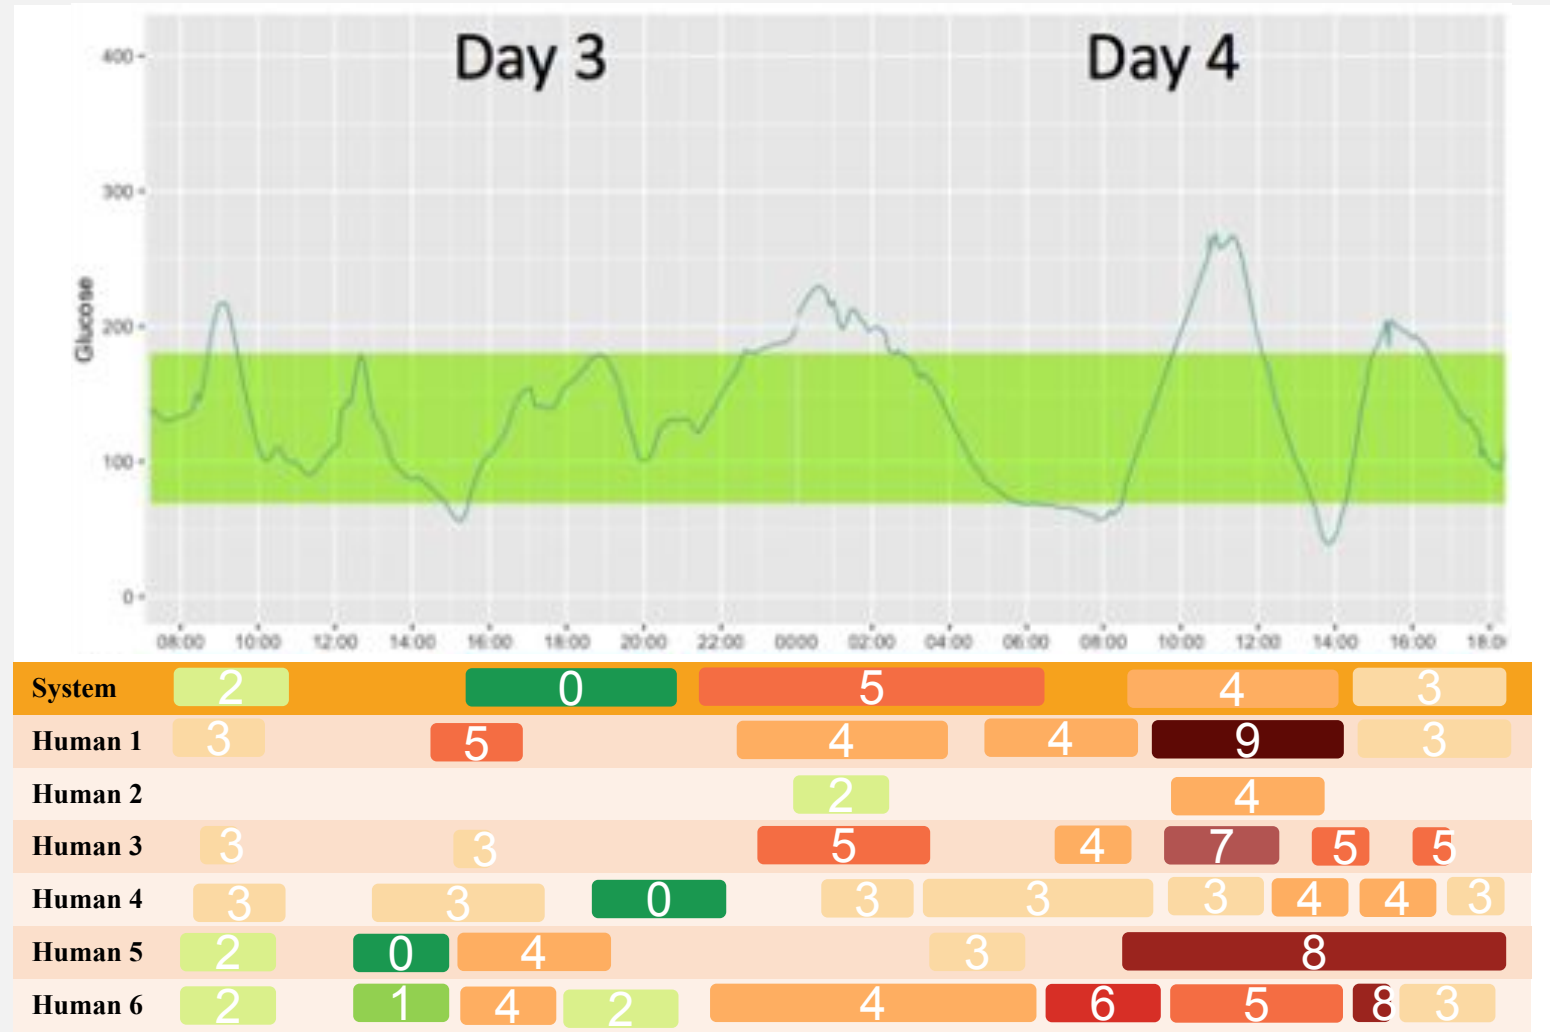 Day 3 Day 4
400
300
Glucose
200
100
0
08:00 10:00 12:00 14:00 16:00 18:00 20:00 22:00 00:00 02:00 04:00 06:00 08:00 10:00 12:00 14:00 16:00
System 2 0 5 4 3
Human 1 3 5 4 4 9 3
Human 2 2 4
Human 3 3 3 5 4 7 5 5
Human 4 3 3 0 3 3 3 4 4 3
Human 5 2 0 4 3 8
Human 6 2 1 4 2 4 6 5 8 3